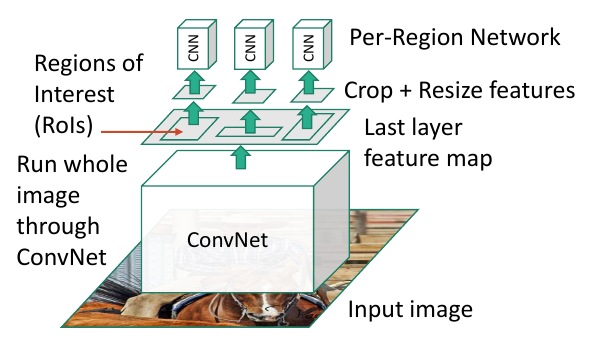 CNN
CNN
CNN
Per-Region Network
Regions of
Interest
(RoIs)
Crop + Resize features
Last layer
feature map
Run whole
image
through
ConvNet
ConvNet
Input image